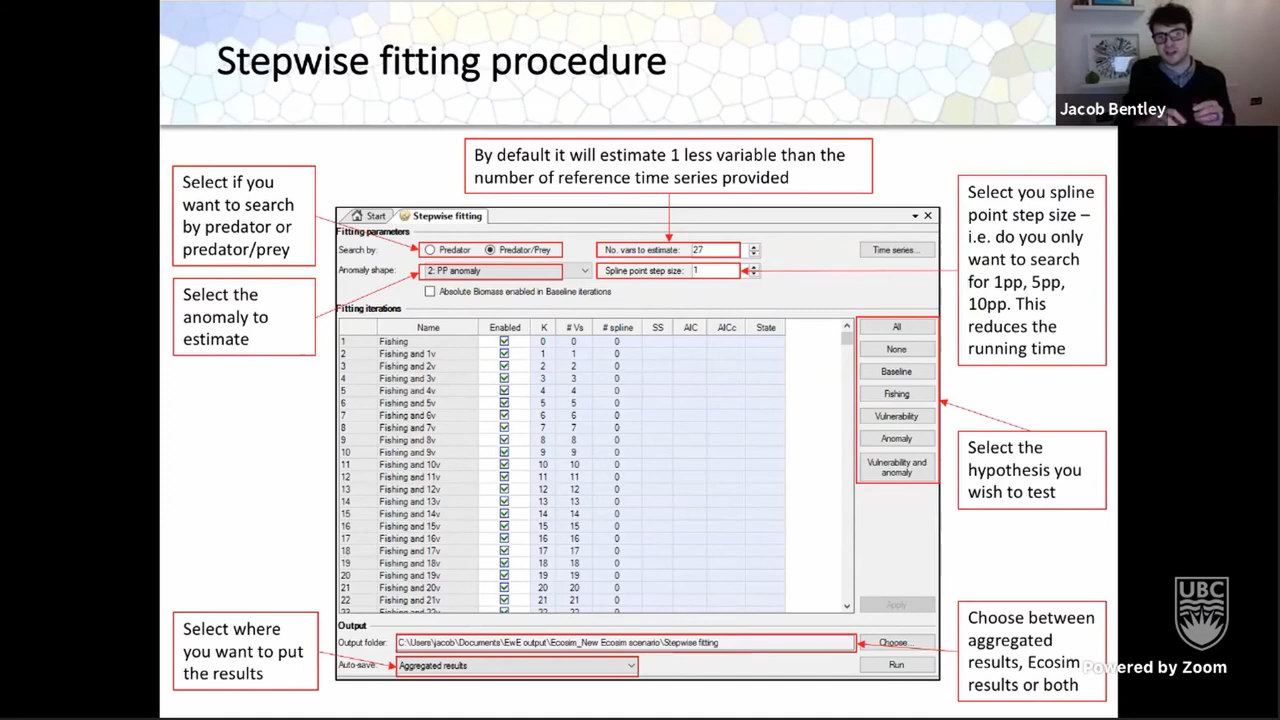 Stepwise fitting procedure
Jacob Bentley
By default it will estimate 1 less variable than the
number of reference time series provided
Select if you
want to search
by predator or
predator/prey
Select the
anomaly to
estimate
Select you spline
point step size –
i.e. do you only
want to search
for 1pp, 5pp,
10pp. This
reduces the
running time
Start
Stepwise fitting
Fitting parameters
Search by: Predator Predator/Prey No. vars to estimate: 27 Time series...
Anomaly shape: 2: PP anomaly Spline point step size: 1
Absolute Biomass enabled in Baseline iterations
Fitting iterations
Name Enabled K # Vs # spline SS AIC AICc State
1 Fishing 0 0 0
2 Fishing and 1v 1 1 0
3 Fishing and 2v 2 2 0
4 Fishing and 3v 3 3 0
5 Fishing and 4v 4 4 0
6 Fishing and 5v 5 5 0
7 Fishing and 6v 6 6 0
8 Fishing and 7v 7 7 0
9 Fishing and 8v 8 8 0
10 Fishing and 9v 9 9 0
11 Fishing and 10v 10 10 0
12 Fishing and 11v 11 11 0
13 Fishing and 12v 12 12 0
14 Fishing and 13v 13 13 0
15 Fishing and 14v 14 14 0
16 Fishing and 15v 15 15 0
17 Fishing and 16v 16 16 0
18 Fishing and 17v 17 17 0
19 Fishing and 18v 18 18 0
20 Fishing and 19v 19 19 0
21 Fishing and 20v 20 20 0
22 Fishing and 21v 21 21 0
23 Fishing and 22v 22 22 0
All
None
Baseline
Fishing
Vulnerability
Anomaly
Vulnerability and
anomaly
Apply
Select the
hypothesis you
wish to test
Output
Output folder: C:\Users\jacob\Documents\EwE output\Ecosim_New Ecosim scenario\Stepwise fitting Choose...
Auto-save: Aggregated results Run
Select where
you want to put
the results
Choose between
aggregated
results, Ecosim
results or both
UBC
Powered by Zoom